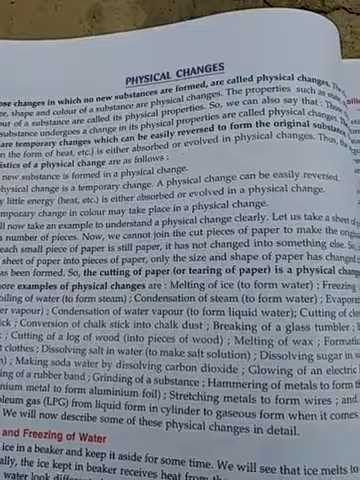 PHYSICAL CHANGES
ose changes in which no new substances are formed, are called physical changes. The
ze, shape and colour of a substance are physical changes. The properties such as state,
our of a substance are called its physical properties. So, we can also say that : Those
substance undergoes a change in its physical properties are called physical changes. The
are temporary changes which can be easily reversed to form the original substance
n the form of heat, etc.) is either absorbed or evolved in physical changes. Thus, the
istics of a physical change are as follows :
new substance is formed in a physical change.
physical change is a temporary change. A physical change can be easily reversed.
y little energy (heat, etc.) is either absorbed or evolved in a physical change.
mporary change in colour may take place in a physical change.
ll now take an example to understand a physical change clearly. Let us take a sheet of
number of pieces. Now, we cannot join the cut pieces of paper to make the origin
each small piece of paper is still paper, it has not changed into something else. So,
sheet of paper into pieces of paper, only the size and shape of paper has changed b
as been formed. So, the cutting of paper (or tearing of paper) is a physical chang
ore examples of physical changes are : Melting of ice (to form water) ; Freezing
oiling of water (to form steam) ; Condensation of steam (to form water) ; Evapor
er vapour) ; Condensation of water vapour (to form liquid water); Cutting of clo
ck ; Conversion of chalk stick into chalk dust ; Breaking of a glass tumbler ;
; Cutting of a log of wood (into pieces of wood) ; Melting of wax ; Formatio
clothes ; Dissolving salt in water (to make salt solution) ; Dissolving sugar in w
n) ; Making soda water by dissolving carbon dioxide ; Glowing of an electric
ing of a rubber band ; Grinding of a substance ; Hammering of metals to form th
nium metal to form aluminium foil) ; Stretching metals to form wires ; and
oleum gas (LPG) from liquid form in cylinder to gaseous form when it comes
We will now describe some of these physical changes in detail.
and Freezing of Water
ice in a beaker and keep it aside for some time. We will see that ice melts to
ally, the ice kept in beaker receives heat from
water look